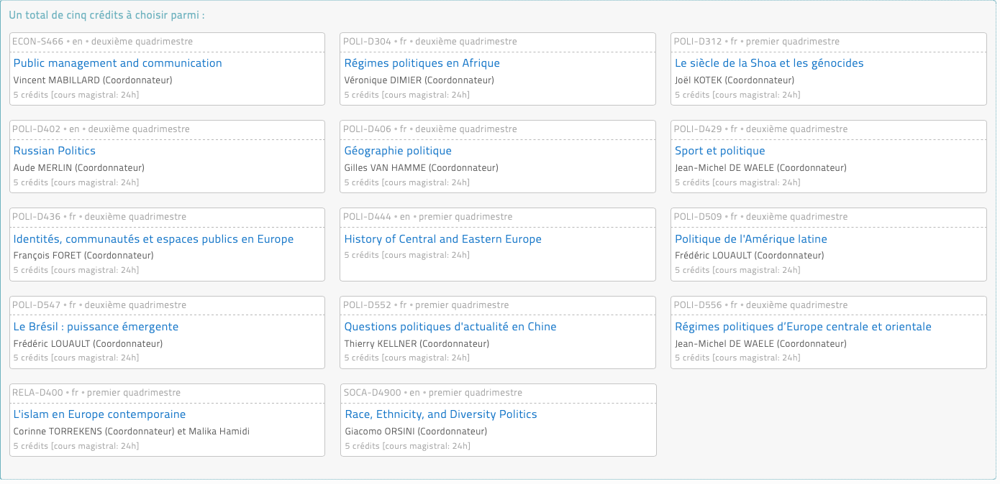 Un total de cinq crédits à choisir parmi :
ECON-S466 • en • deuxième quadrimestre
Public management and communication
Vincent MABILLARD (Coordonnateur)
5 crédits [cours magistral: 24h]
POLI-D304 • fr • deuxième quadrimestre
Régimes politiques en Afrique
Véronique DIMIER (Coordonnateur)
5 crédits [cours magistral: 24h]
POLI-D312 • fr • premier quadrimestre
Le siècle de la Shoa et les génocides
Joël KOTEK (Coordonnateur)
5 crédits [cours magistral: 24h]
POLI-D402 • en • deuxième quadrimestre
Russian Politics
Aude MERLIN (Coordonnateur)
5 crédits [cours magistral: 24h]
POLI-D406 • fr • deuxième quadrimestre
Géographie politique
Gilles VAN HAMME (Coordonnateur)
5 crédits [cours magistral: 24h]
POLI-D429 • fr • deuxième quadrimestre
Sport et politique
Jean-Michel DE WAELE (Coordonnateur)
5 crédits [cours magistral: 24h]
POLI-D436 • fr • deuxième quadrimestre
Identités, communautés et espaces publics en Europe
François FORET (Coordonnateur)
5 crédits [cours magistral: 24h]
POLI-D444 • en • premier quadrimestre
History of Central and Eastern Europe
5 crédits [cours magistral: 24h]
POLI-D509 • fr • deuxième quadrimestre
Politique de l'Amérique latine
Frédéric LOUAULT (Coordonnateur)
5 crédits [cours magistral: 24h]
POLI-D547 • fr • deuxième quadrimestre
Le Brésil : puissance émergente
Frédéric LOUAULT (Coordonnateur)
5 crédits [cours magistral: 24h]
POLI-D552 • fr • premier quadrimestre
Questions politiques d'actualité en Chine
Thierry KELLNER (Coordonnateur)
5 crédits [cours magistral: 24h]
POLI-D556 • fr • deuxième quadrimestre
Régimes politiques d’Europe centrale et orientale
Jean-Michel DE WAELE (Coordonnateur)
5 crédits [cours magistral: 24h]
RELA-D400 • fr • premier quadrimestre
L'islam en Europe contemporaine
Corinne TORREKENS (Coordonnateur) et Malika Hamidi
5 crédits [cours magistral: 24h]
SOCA-D4900 • en • premier quadrimestre
Race, Ethnicity, and Diversity Politics
Giacomo ORSINI (Coordonnateur)
5 crédits [cours magistral: 24h]